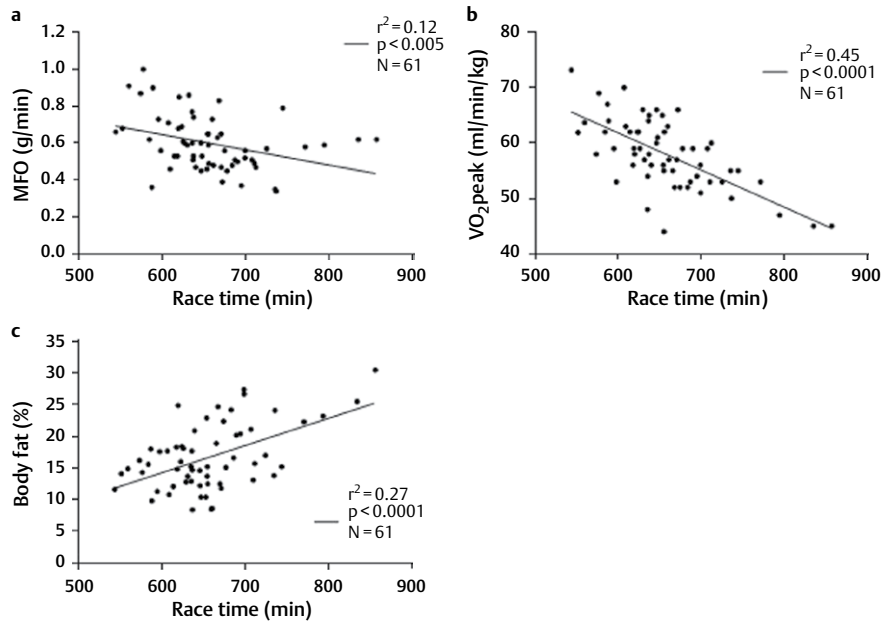 a
1.2
1.0
0.8
0.6
0.4
0.2
0.0
MFO (g/min)
r² = 0.12
p < 0.005
N = 61
500 600 700 800 900
Race time (min)
b
80
70
60
50
40
VO₂peak (ml/min/kg)
r² = 0.45
p < 0.0001
N = 61
500 600 700 800 900
Race time (min)
c
35
30
25
20
15
10
5
0
Body fat (%)
r² = 0.27
p < 0.0001
N = 61
500 600 700 800 900
Race time (min)